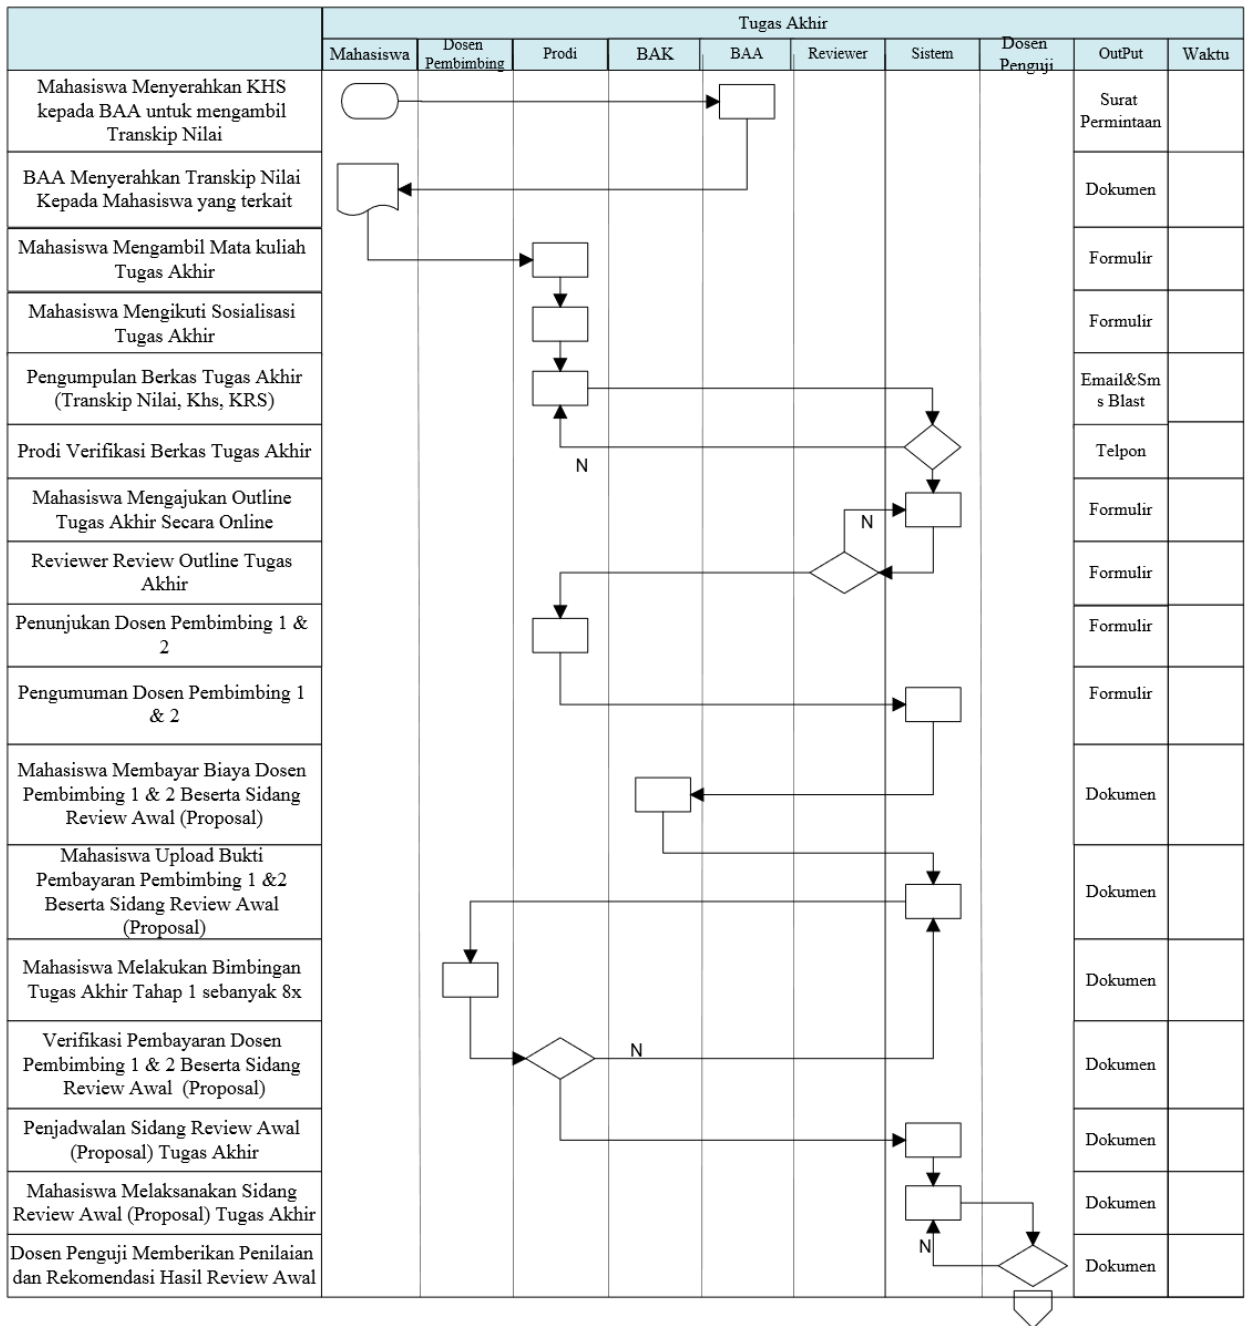 Tugas Akhir
Mahasiswa
Dosen
Pembimbing
Prodi
BAK
BAA
Reviewer
Sistem
Dosen
Penguji
OutPut
Waktu
Mahasiswa Menyerahkan KHS
kepada BAA untuk mengambil
Transkip Nilai
Surat
Permintaan
BAA Menyerahkan Transkip Nilai
Kepada Mahasiswa yang terkait
Dokumen
Mahasiswa Mengambil Mata kuliah
Tugas Akhir
Formulir
Mahasiswa Mengikuti Sosialisasi
Tugas Akhir
Formulir
Pengumpulan Berkas Tugas Akhir
(Transkip Nilai, Khs, KRS)
Email&Sm
s Blast
Prodi Verifikasi Berkas Tugas Akhir
N
Telpon
Mahasiswa Mengajukan Outline
Tugas Akhir Secara Online
N
Formulir
Reviewer Review Outline Tugas
Akhir
Formulir
Penunjukan Dosen Pembimbing 1 &
2
Formulir
Pengumuman Dosen Pembimbing 1
& 2
Formulir
Mahasiswa Membayar Biaya Dosen
Pembimbing 1 & 2 Beserta Sidang
Review Awal (Proposal)
Dokumen
Mahasiswa Upload Bukti
Pembayaran Pembimbing 1 &2
Beserta Sidang Review Awal
(Proposal)
Dokumen
Mahasiswa Melakukan Bimbingan
Tugas Akhir Tahap 1 sebanyak 8x
Dokumen
Verifikasi Pembayaran Dosen
Pembimbing 1 & 2 Beserta Sidang
Review Awal (Proposal)
N
Dokumen
Penjadwalan Sidang Review Awal
(Proposal) Tugas Akhir
Dokumen
Mahasiswa Melaksanakan Sidang
Review Awal (Proposal) Tugas Akhir
Dokumen
Dosen Penguji Memberikan Penilaian
dan Rekomendasi Hasil Review Awal
N
Dokumen